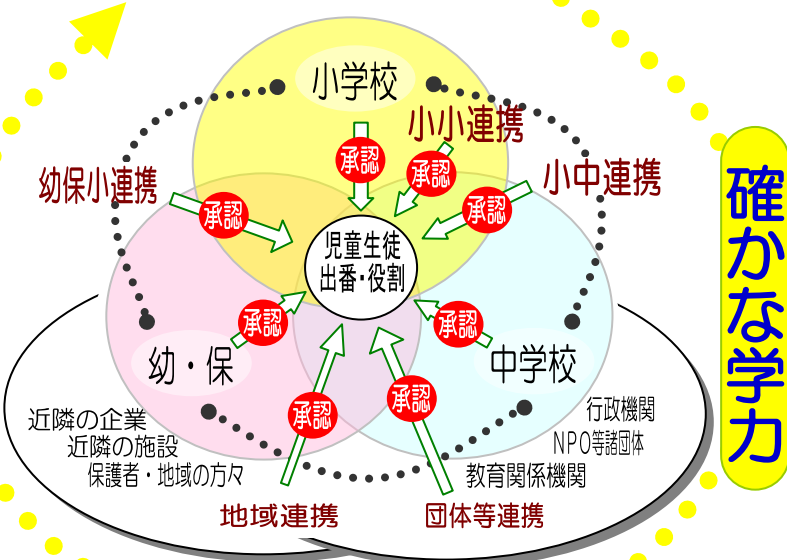 小学校
小小連携
承認
承認
幼保小連携
小中連携
承認
承認
児童生徒
出番・役割
承認
承認
幼・保
中学校
承認
承認
近隣の企業
近隣の施設
保護者・地域の方々
行政機関
NPO等諸団体
教育関係機関
地域連携
団体等連携
確かな学力